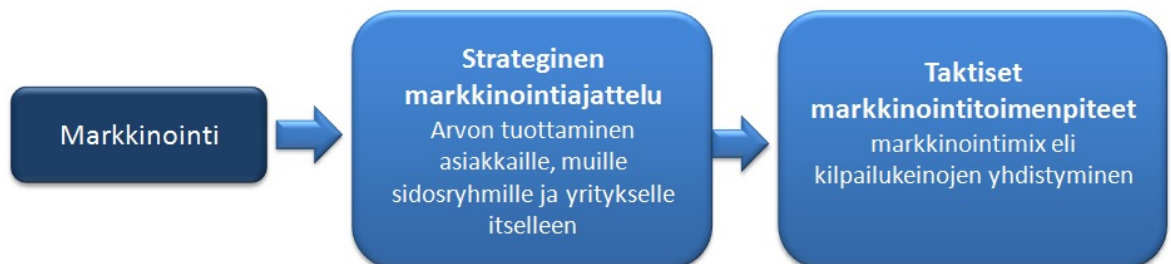 Markkinointi
Strateginen
markkinointiajattelu
Arvon tuottaminen
asiakkaille, muille
sidosryhmille ja yritykselle
itselleen
Taktiset
markkinointitoimenpiteet
markkinointimix eli
kilpailukeinojen yhdistyminen